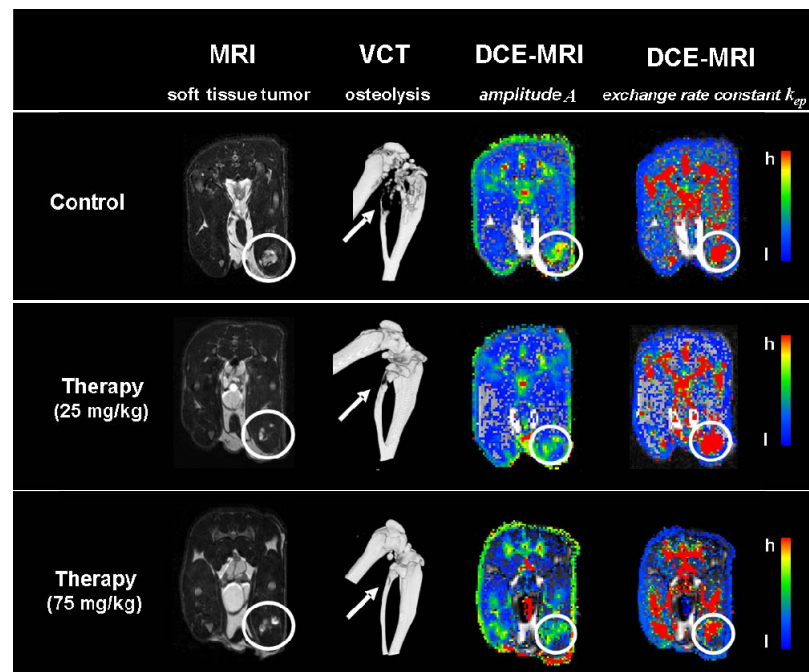 MRI VCT DCE-MRI DCE-MRI
soft tissue tumor osteolysis amplitude A exchange rate constant k_ep
Control
h
l
h
l
Therapy
(25 mg/kg)
h
l
h
l
Therapy
(75 mg/kg)
h
l